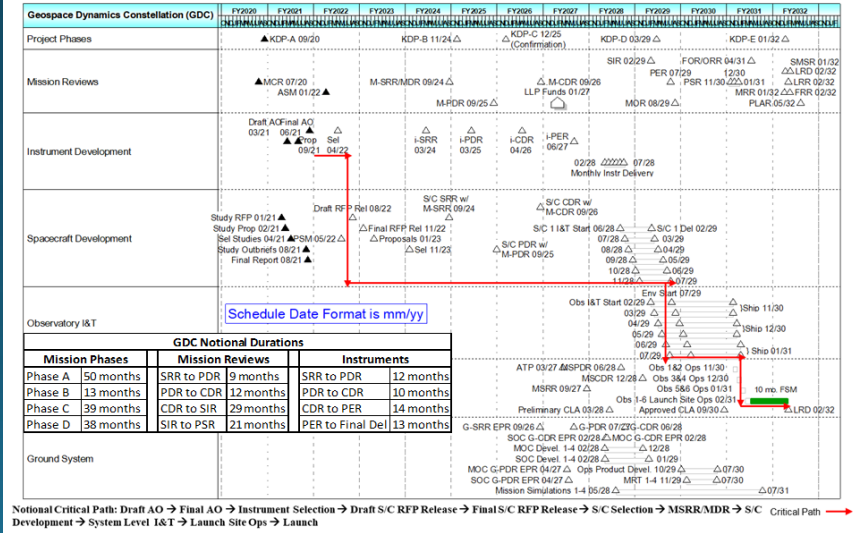 Geospace Dynamics Constellation (GDC)
FY2020 FY2021 FY2022 FY2023 FY2024 FY2025 FY2026 FY2027 FY2028 FY2029 FY2030 FY2031 FY2032
Project Phases
KDP-A 09/20
KDP-B 11/24
KDP-C 12/25
(Confirmation)
KDP-D 03/29
KDP-E 01/32
Mission Reviews
SIR 02/29
FOR/ORR 04/31
SMSR 01/32
PER 07/29
12/30
LRD 02/32
MCR 07/20
M-SRR/MDR 09/24
M-CDR 09/26
PSR 11/30
01/31
LRR 02/32
ASM 01/22
LLP Funds 01/27
MRR 01/32
FRR 02/32
M-PDR 09/25
MOR 08/29
PLAR 05/32
Instrument Development
Draft AO
03/21
Final AO
06/21
Prop
09/21
Sel
04/22
i-SRR
03/24
i-PDR
03/25
i-CDR
04/26
i-PER
06/27
02/28
07/28
Monthly Instr Delivery
Spacecraft Development
S/C SRR w/
M-SRR 09/24
S/C CDR w/
M-CDR 09/26
Draft RFP Rel 08/22
Study RFP 01/21
Study Prop 02/21
Final RFP Rel 11/22
S/C 1 I&T Start 06/28
S/C 1 Del 02/29
Sel Studies 04/21
PSM 05/22
Proposals 01/23
07/28
03/29
Study Outbriefs 08/21
Sel 11/23
S/C PDR w/
M-PDR 09/25
08/28
04/29
Final Report 08/21
09/28
05/29
10/28
06/29
11/28
07/29
Observatory I&T
Env Start 07/29
Obs I&T Start 02/29
03/29
)Ship 11/30
04/29
05/29
)Ship 12/30
06/29
07/29
) Ship 01/31
Schedule Date Format is mm/yy
GDC Notional Durations
Mission Phases Mission Reviews Instruments
Phase A 50 months SRR to PDR 9 months SRR to PDR 12 months
Phase B 13 months PDR to CDR 12 months PDR to CDR 10 months
Phase C 39 months CDR to SIR 29 months CDR to PER 14 months
Phase D 38 months SIR to PSR 21 months PER to Final Del 13 months
ATP 03/27
MSPDR 06/28
Obs 1&2 Ops 11/30
MSCDR 12/28
Obs 3&4 Ops 12/30
MSRR 09/27
Obs 5&6 Ops 01/31
10 mo. FSM
Obs 1-6 Launch Site Ops 02/31
Preliminary CLA 03/28
Approved CLA 09/30
LRD 02/32
Ground System
G-SRR EPR 09/26
G-PDR 07/27
G-CDR 06/28
SOC G-CDR EPR 02/28
MOC G-CDR EPR 02/28
MOC Devel. 1-4 02/28
12/28
SOC Devel. 1-4 02/28
01/29
MOC G-PDR EPR 04/27
Ops Product Devel. 10/29
07/30
SOC G-PDR EPR 04/27
MRT 1-4 11/29
07/30
Mission Simulations 1-4 05/28
07/31
Notional Critical Path: Draft AO → Final AO → Instrument Selection → Draft S/C RFP Release → Final S/C RFP Release → S/C Selection → MSRR/MDR → S/C
Development → System Level I&T → Launch Site Ops → Launch
Critical Path